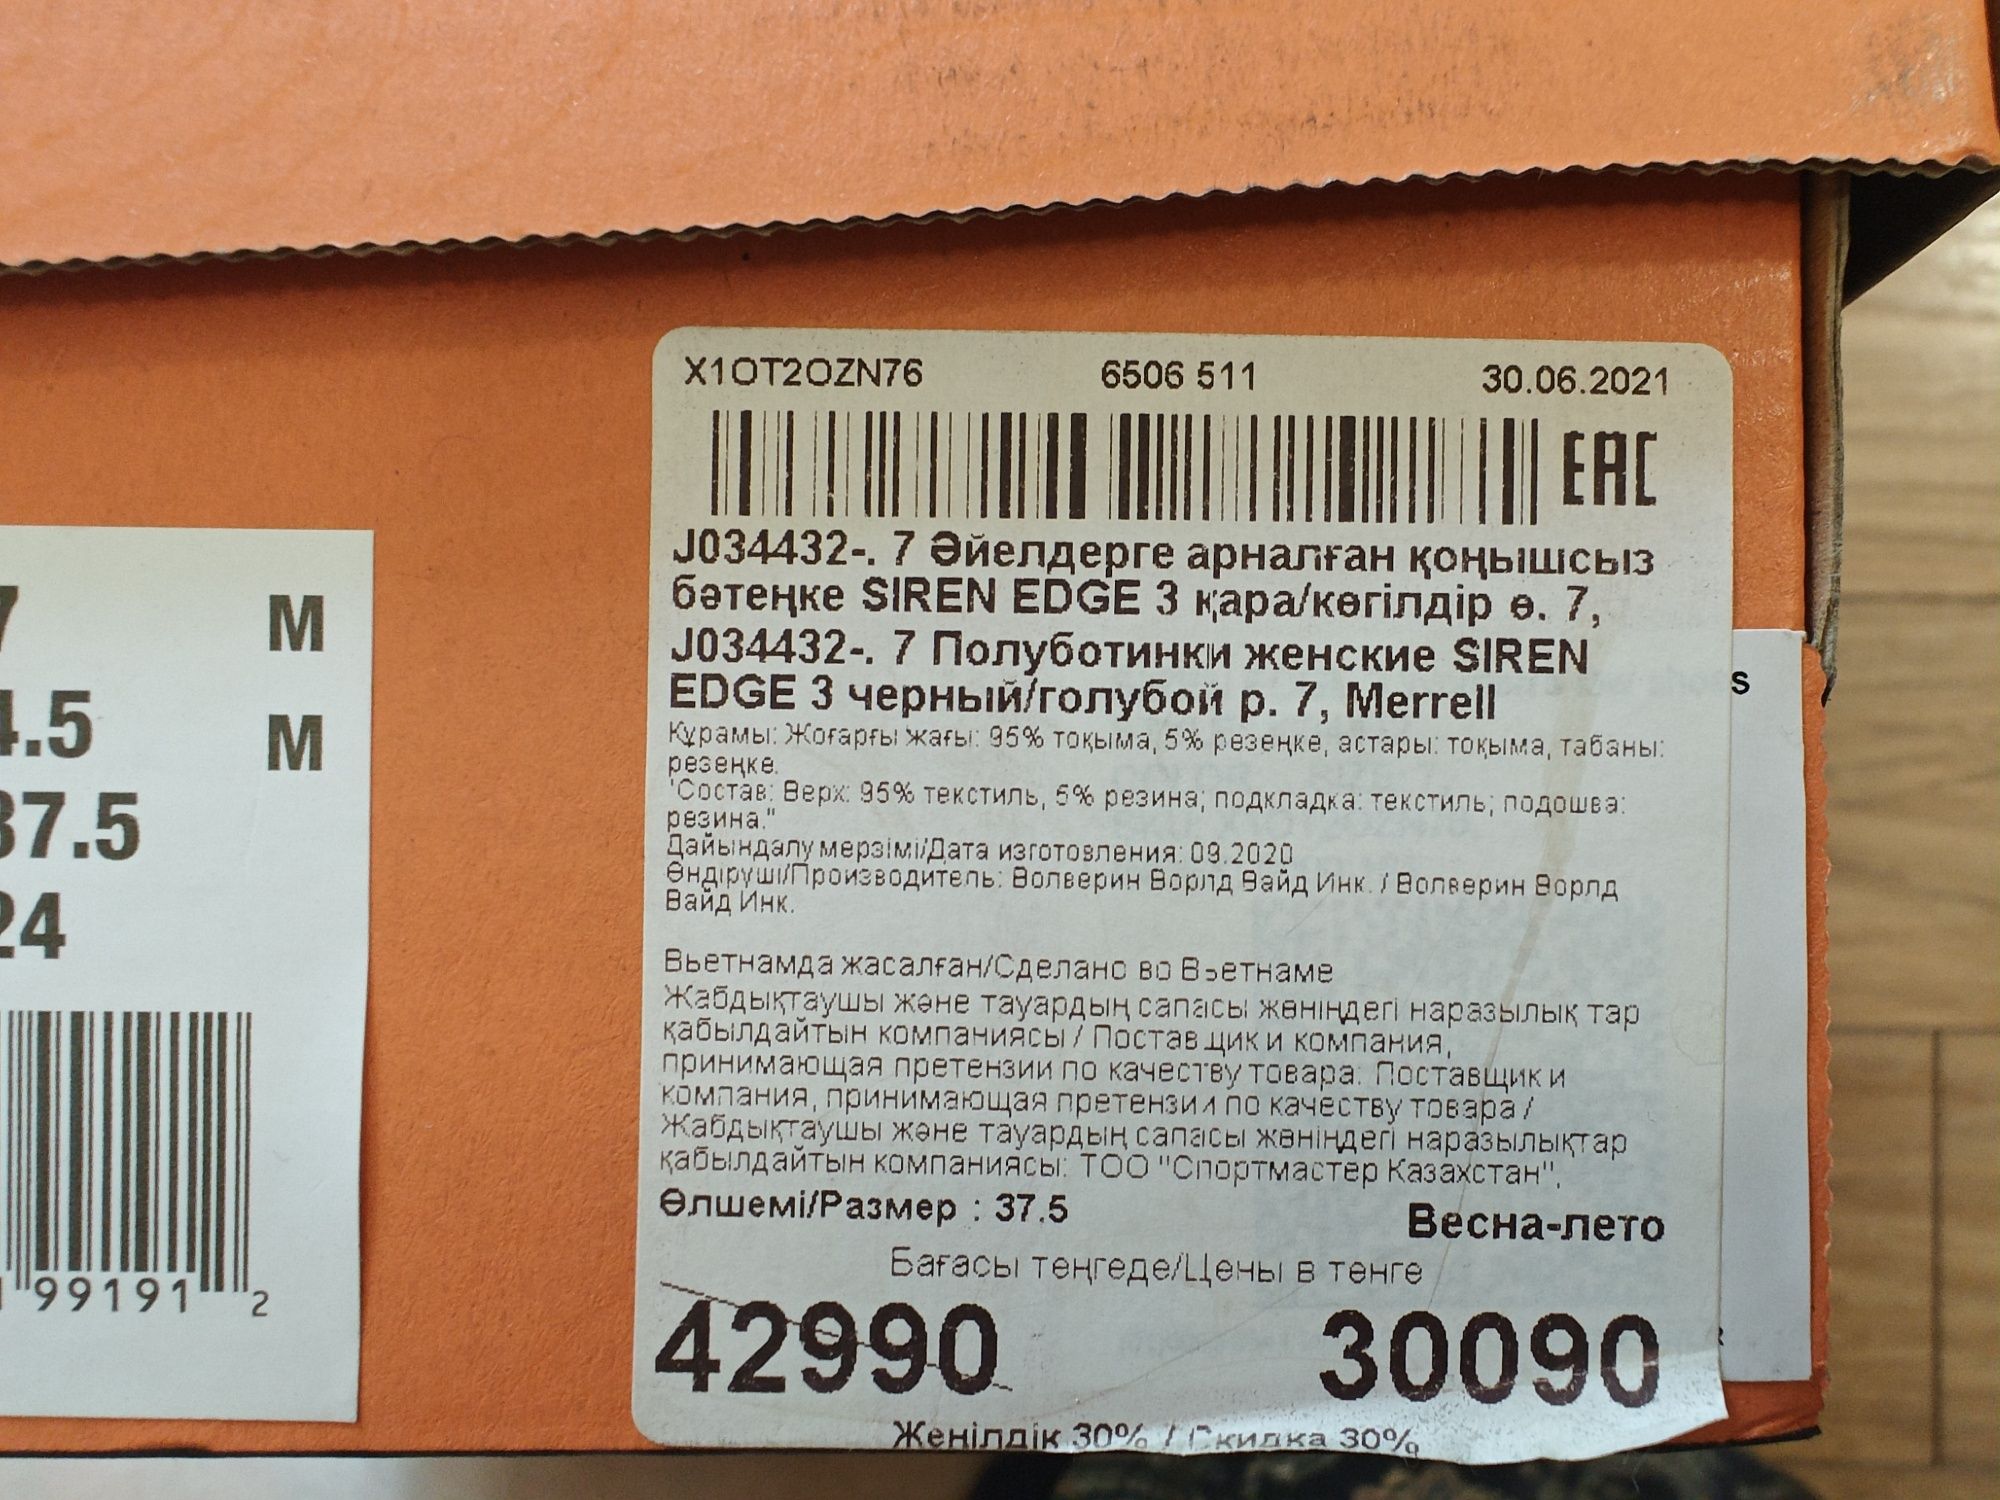 X1OT2OZN76 6506 511 30.06.2021
EAC
J034432-. 7 Әйелдерге арналған қоңышсыз
бәтеңке SIREN EDGE 3 қара/көгілдір ө. 7,
J034432-. 7 Полуботинки женские SIREN
EDGE 3 черный/голубой р. 7, Merrell
Құрамы: Жоғарғы жағы: 95% тоқыма, 5% резеңке, астары: тоқыма, табаны:
резеңке.
"Состав: Верх: 95% текстиль, 5% резина; подкладка: текстиль; подошва:
резина."
Дайындалу мерзімі/Дата изготовления: 09.2020
Өндіруші/Производитель: Волверин Ворлд Вайд Инк. / Волверин Ворлд
Вайд Инк.
Вьетнамда жасалған/Сделано во Вьетнаме
Жабдықтаушы және тауардың сапасы жөніндегі наразылық тар
қабылдайтын компаниясы / Поставщик и компания,
принимающая претензии по качеству товара: Поставщик и
компания, принимающая претензии по качеству товара /
Жабдықтаушы және тауардың сапасы жөніндегі наразылықтар
қабылдайтын компаниясы: ТОО "Спортмастер Казахстан",
Өлшемі/Размер : 37.5 Весна-лето
Бағасы теңгеде/Цены в тенге
42990 30090
Жеңілдік 30% / Скидка 30%
7 M
4.5 M
37.5
24
199191 2
s